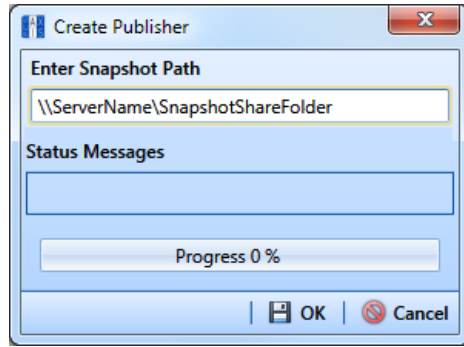 Create Publisher
Enter Snapshot Path
\\ServerName\SnapshotShareFolder
Status Messages
Progress 0 %
OK
Cancel